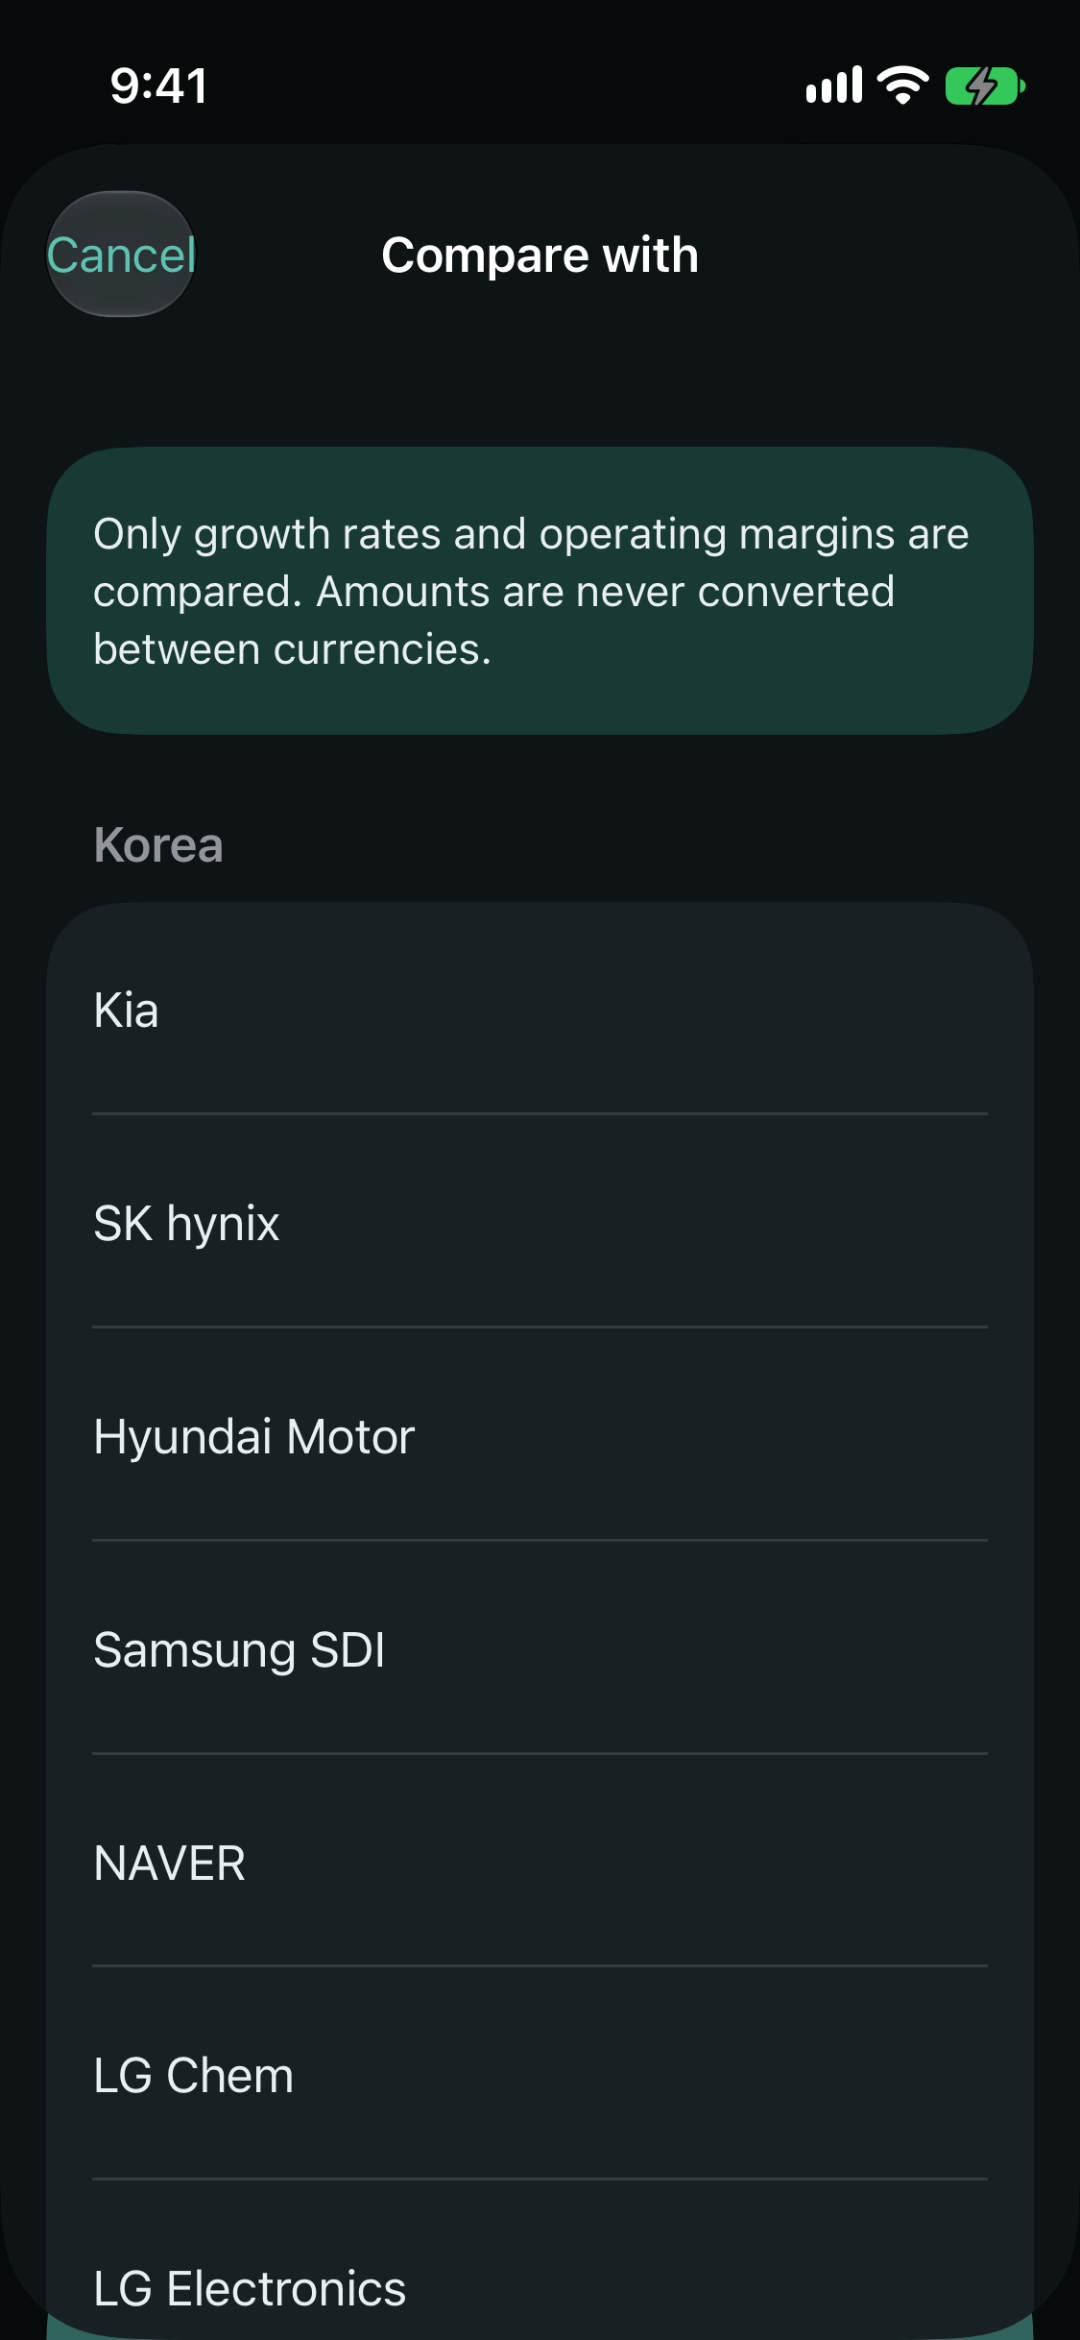 9:41
Cancel
Compare with
Only growth rates and operating margins are
compared. Amounts are never converted
between currencies.
Korea
Kia
SK hynix
Hyundai Motor
Samsung SDI
NAVER
LG Chem
LG Electronics